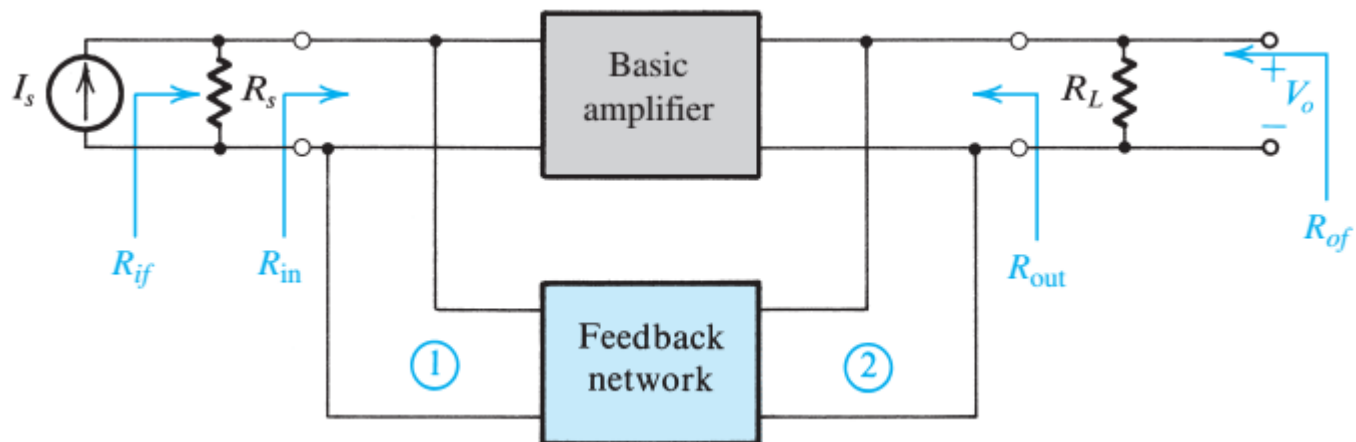 Basic
amplifier
I_s
R_s
R_L
+
V_o
−
R_if
R_in
R_out
R_of
Feedback
network
1
2